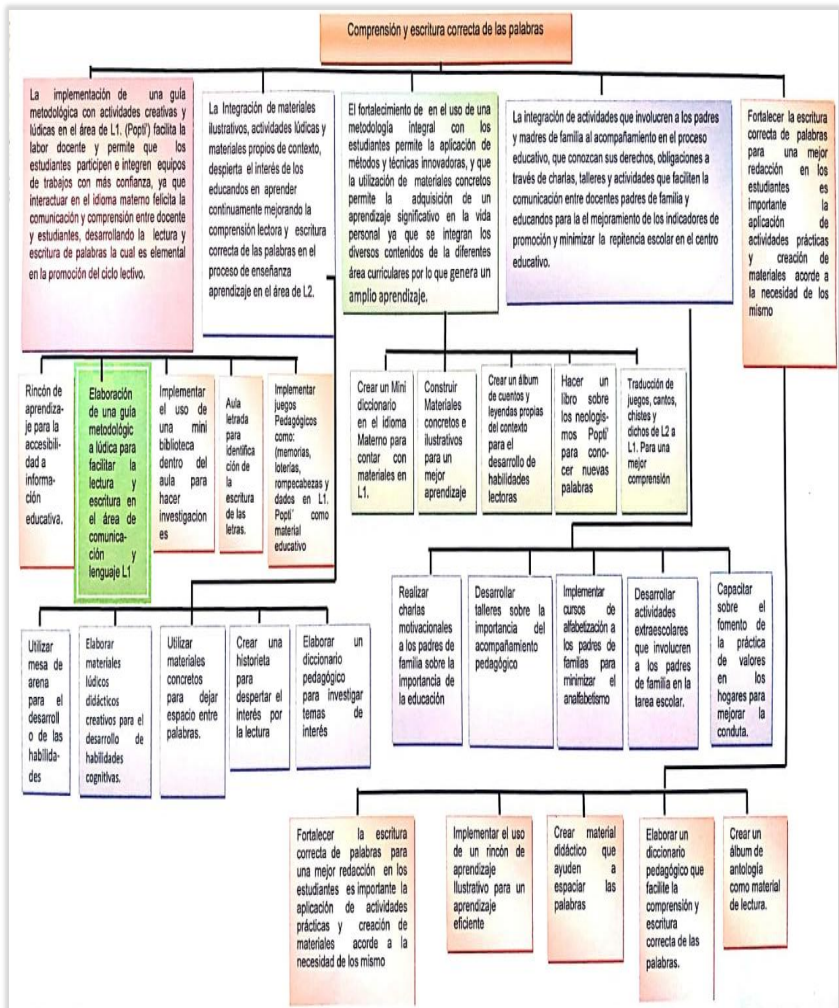 Comprensión y escritura correcta de las palabras
La implementación de una guía
metodológica con actividades creativas y
lúdicas en el área de L1. (Popti') facilita la
labor docente y permite que los
estudiantes participen e integren equipos
de trabajos con más confianza, ya que
interactuar en el idioma materno felicita la
comunicación y comprensión entre docente
y estudiantes, desarrollando la lectura y
escritura de palabras la cual es elemental
en la promoción del ciclo lectivo.
La Integración de materiales
ilustrativos, actividades lúdicas y
materiales propios de contexto,
despierta el interés de los
educandos en aprender
continuamente mejorando la
comprensión lectora y escritura
correcta de las palabras en el
proceso de enseñanza
aprendizaje en el área de L2.
El fortalecimiento de en el uso de una
metodología integral con los
estudiantes permite la aplicación de
métodos y técnicas innovadoras, y que
la utilización de materiales concretos
permite la adquisición de un
aprendizaje significativo en la vida
personal ya que se integran los
diversos contenidos de la diferentes
área curriculares por lo que genera un
amplio aprendizaje.
La integración de actividades que involucren a los padres
y madres de familia al acompañamiento en el proceso
educativo, que conozcan sus derechos, obligaciones a
través de charlas, talleres y actividades que faciliten la
comunicación entre docentes padres de familia y
educandos para la el mejoramiento de los indicadores de
promoción y minimizar la repitencia escolar en el centro
educativo.
Fortalecer la escritura
correcta de palabras
para una mejor
redacción en los
estudiantes es
importante la
aplicación de
actividades prácticas
y creación de
materiales acorde a
la necesidad de los
mismo
Rincón de
aprendiza-
je para la
accesibili-
dad a
informa-
ción
educativa.
Elaboración
de una guía
metodológic
a lúdica para
facilitar la
lectura y
escritura en
el área de
comunica-
ción y
lenguaje L1
Implementar
el uso de
una mini
biblioteca
dentro del
aula para
hacer
investigacion
es
Aula
letrada
para
identifica
ción de
la
escritura
de las
letras.
Implementar
juegos
Pedagógicos
como:
(memorias,
loterías,
rompecabezas y
dados en L1.
Popti´ como
material
educativo
Crear un Mini
diccionario
en el idioma
Materno para
contar con
materiales en
L1.
Construir
Materiales
concretos e
ilustrativos
para un
mejor
aprendizaje
Crear un álbum
de cuentos y
leyendas propias
del contexto
para el
desarrollo de
habilidades
lectoras
Hacer un
libro sobre
los neologis-
mos Popti'
para cono-
cer nuevas
palabras
Traducción de
juegos, cantos,
chistes y
dichos de L2 a
L1. Para una
mejor
comprensión
Realizar
charlas
motivacionales
a los padres de
familia sobre la
importancia de
la educación
Desarrollar
talleres sobre la
importancia del
acompañamiento
pedagógico
Implementar
cursos de
alfabetización a
los padres de
familias para
minimizar el
analfabetismo
Desarrollar
actividades
extraescolares
que involucren
a los padres
de familia en la
tarea escolar.
Capacitar
sobre el
fomento de
la práctica
de valores
en los
hogares para
mejorar la
conduta.
Utilizar
mesa de
arena
para el
desarroll
o de las
habilida-
des
Elaborar
materiales
lúdicos
didácticos
creativos para el
desarrollo de
habilidades
cognitivas.
Utilizar
materiales
concretos
para dejar
espacio entre
palabras.
Crear una
historieta
para
despertar el
interés por
la lectura
Elaborar un
diccionario
pedagógico
para investigar
temas de
interés
Fortalecer la escritura
correcta de palabras para
una mejor redacción en los
estudiantes es importante la
aplicación de actividades
prácticas y creación de
materiales acorde a la
necesidad de los mismo
Implementar el uso
de un rincón de
aprendizaje
Ilustrativo para un
aprendizaje
eficiente
Crear material
didáctico que
ayuden a
espaciar las
palabras
Elaborar un
diccionario
pedagógico que
facilite la
comprensión y
escritura
correcta de las
palabras.
Crear un
álbum de
antología
como material
de lectura.